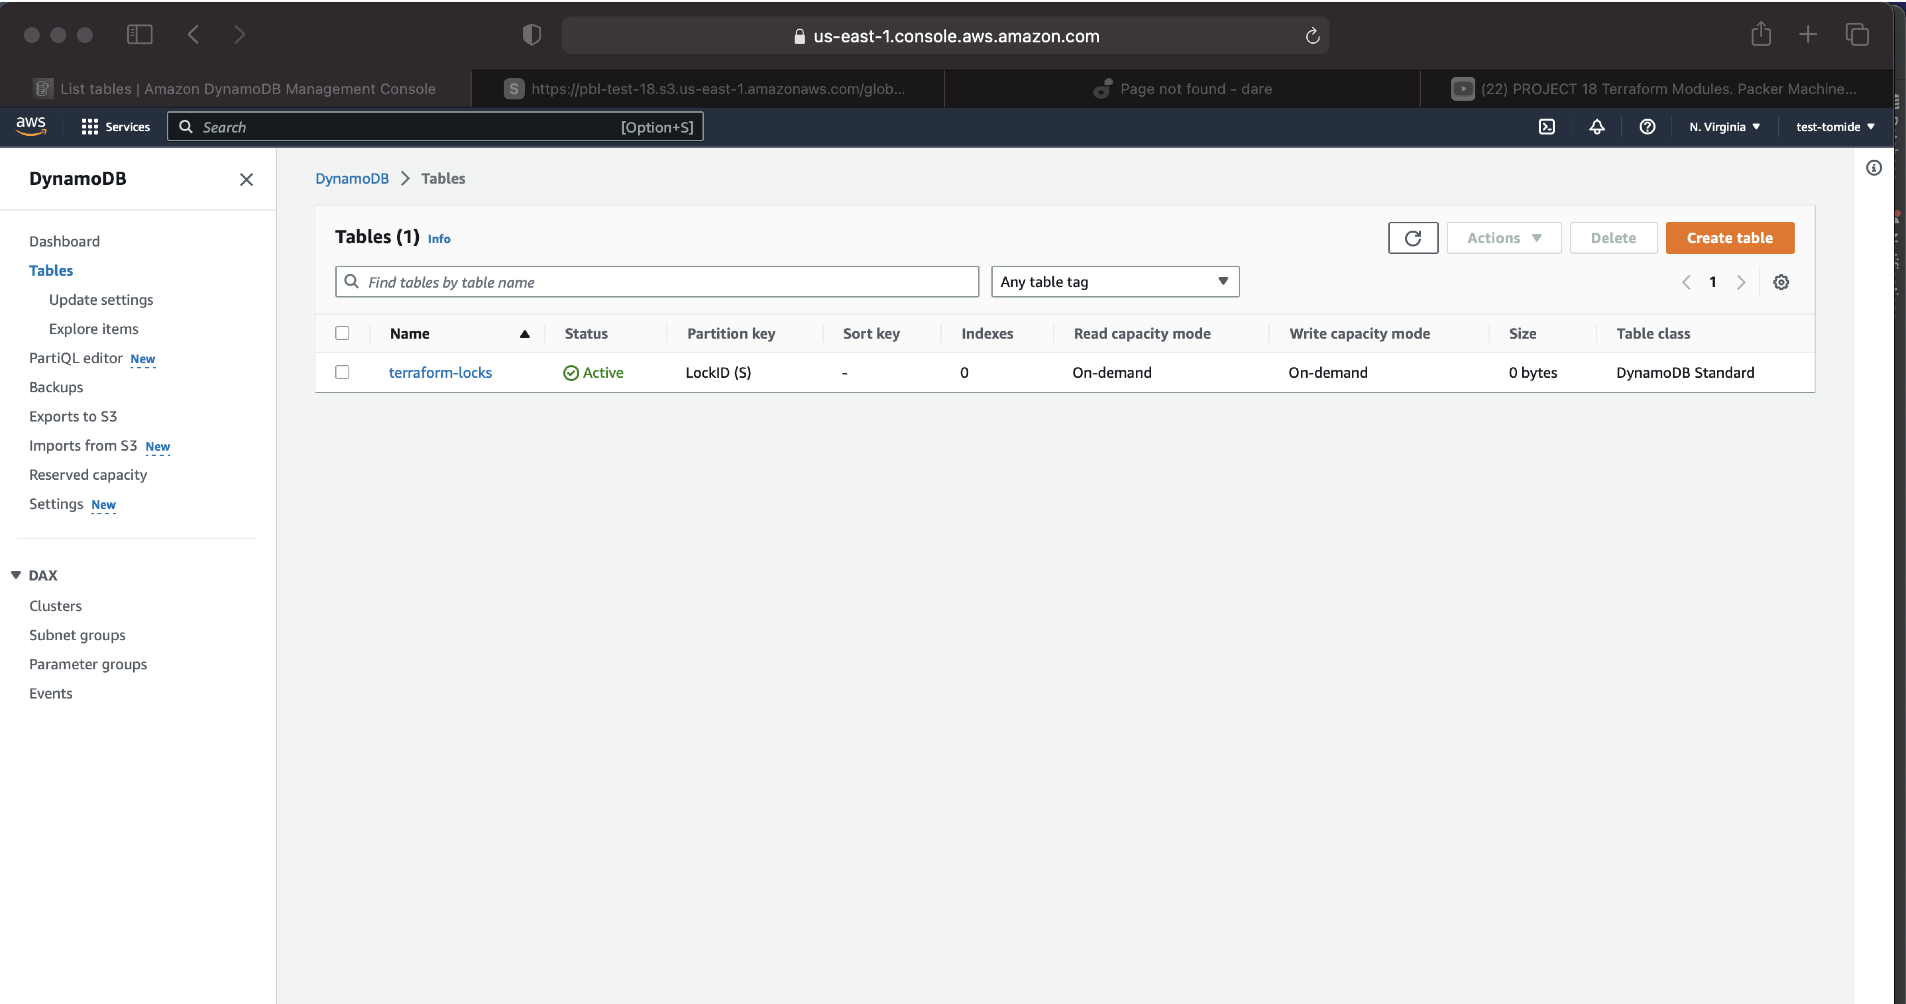 us-east-1.console.aws.amazon.com
List tables | Amazon DynamoDB Management Console
S https://pbl-test-18.s3.us-east-1.amazonaws.com/glob...
Page not found - dare
(22) PROJECT 18 Terraform Modules. Packer Machine...
aws Services Search [Option+S] N. Virginia test-tomide
DynamoDB
Dashboard
Tables
Update settings
Explore items
PartiQL editor New
Backups
Exports to S3
Imports from S3 New
Reserved capacity
Settings New
DAX
Clusters
Subnet groups
Parameter groups
Events
DynamoDB Tables
Tables (1) Info
Actions Delete Create table
Find tables by table name Any table tag 1
Name Status Partition key Sort key Indexes Read capacity mode Write capacity mode Size Table class
terraform-locks Active LockID (S) - 0 On-demand On-demand 0 bytes DynamoDB Standard